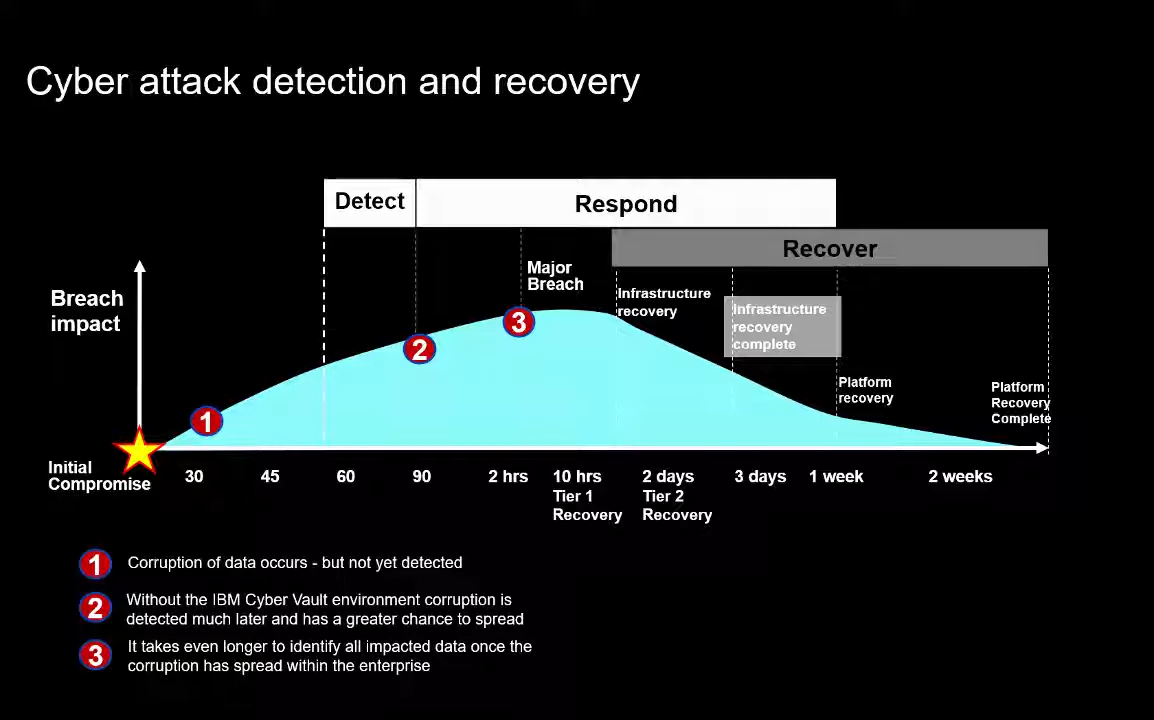 Cyber attack detection and recovery
Detect
Respond
Recover
Major
Breach
Breach
impact
Infrastructure
recovery
Infrastructure
recovery
complete
3
2
1
Platform
recovery
Platform
Recovery
Complete
Initial
Compromise
30
45
60
90
2 hrs
10 hrs
Tier 1
Recovery
2 days
Tier 2
Recovery
3 days
1 week
2 weeks
1 Corruption of data occurs - but not yet detected
2 Without the IBM Cyber Vault environment corruption is
detected much later and has a greater chance to spread
3 It takes even longer to identify all impacted data once the
corruption has spread within the enterprise